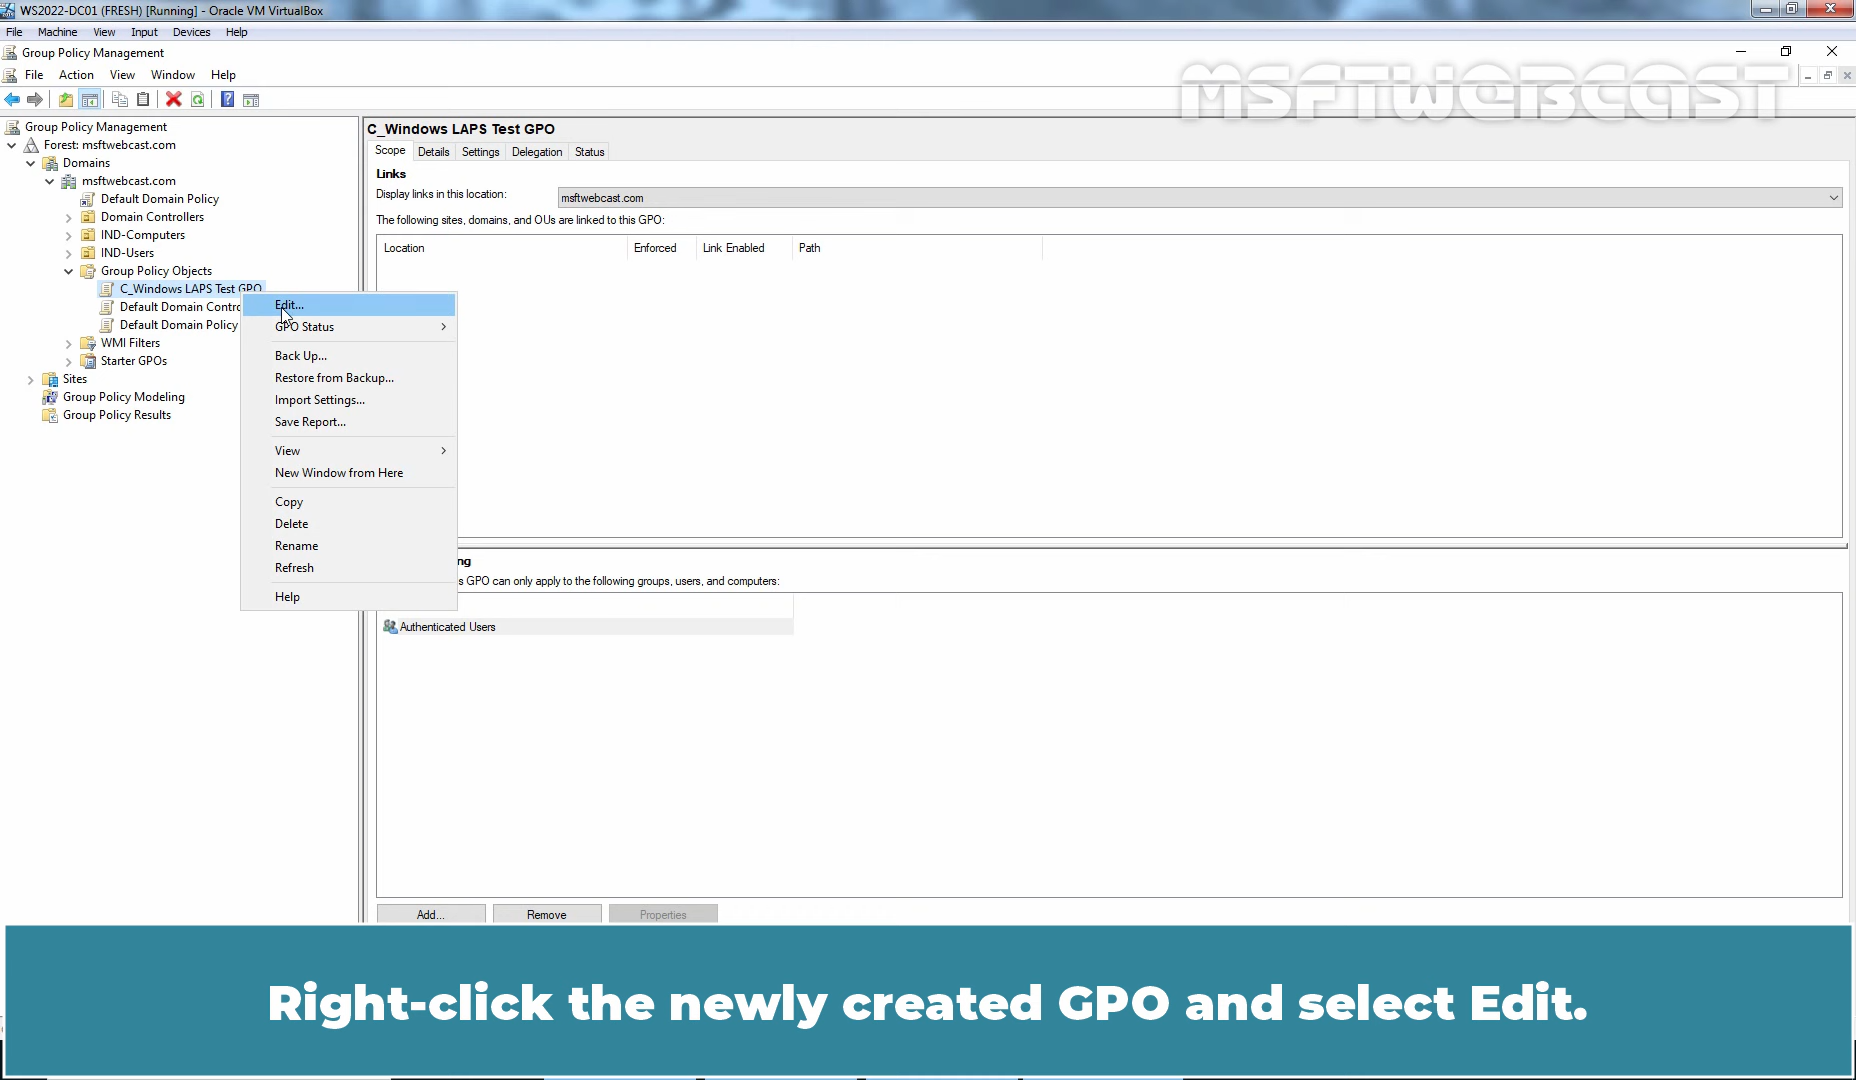 WS2022-DC01 (FRESH) [Running] - Oracle VM VirtualBox
File Machine View Input Devices Help
Group Policy Management
File Action View Window Help
MSFTWEBCAST
Group Policy Management
Forest: msftwebcast.com
Domains
msftwebcast.com
Default Domain Policy
Domain Controllers
IND-Computers
IND-Users
Group Policy Objects
C_Windows LAPS Test GPO
Default Domain Contro
Default Domain Policy
WMI Filters
Starter GPOs
Sites
Group Policy Modeling
Group Policy Results
Edit...
GPO Status
Back Up...
Restore from Backup...
Import Settings...
Save Report...
View
New Window from Here
Copy
Delete
Rename
Refresh
Help
C_Windows LAPS Test GPO
Scope Details Settings Delegation Status
Links
Display links in this location: msftwebcast.com
The following sites, domains, and OUs are linked to this GPO:
Location Enforced Link Enabled Path
ng
s GPO can only apply to the following groups, users, and computers:
Authenticated Users
Add... Remove Properties
Right-click the newly created GPO and select Edit.